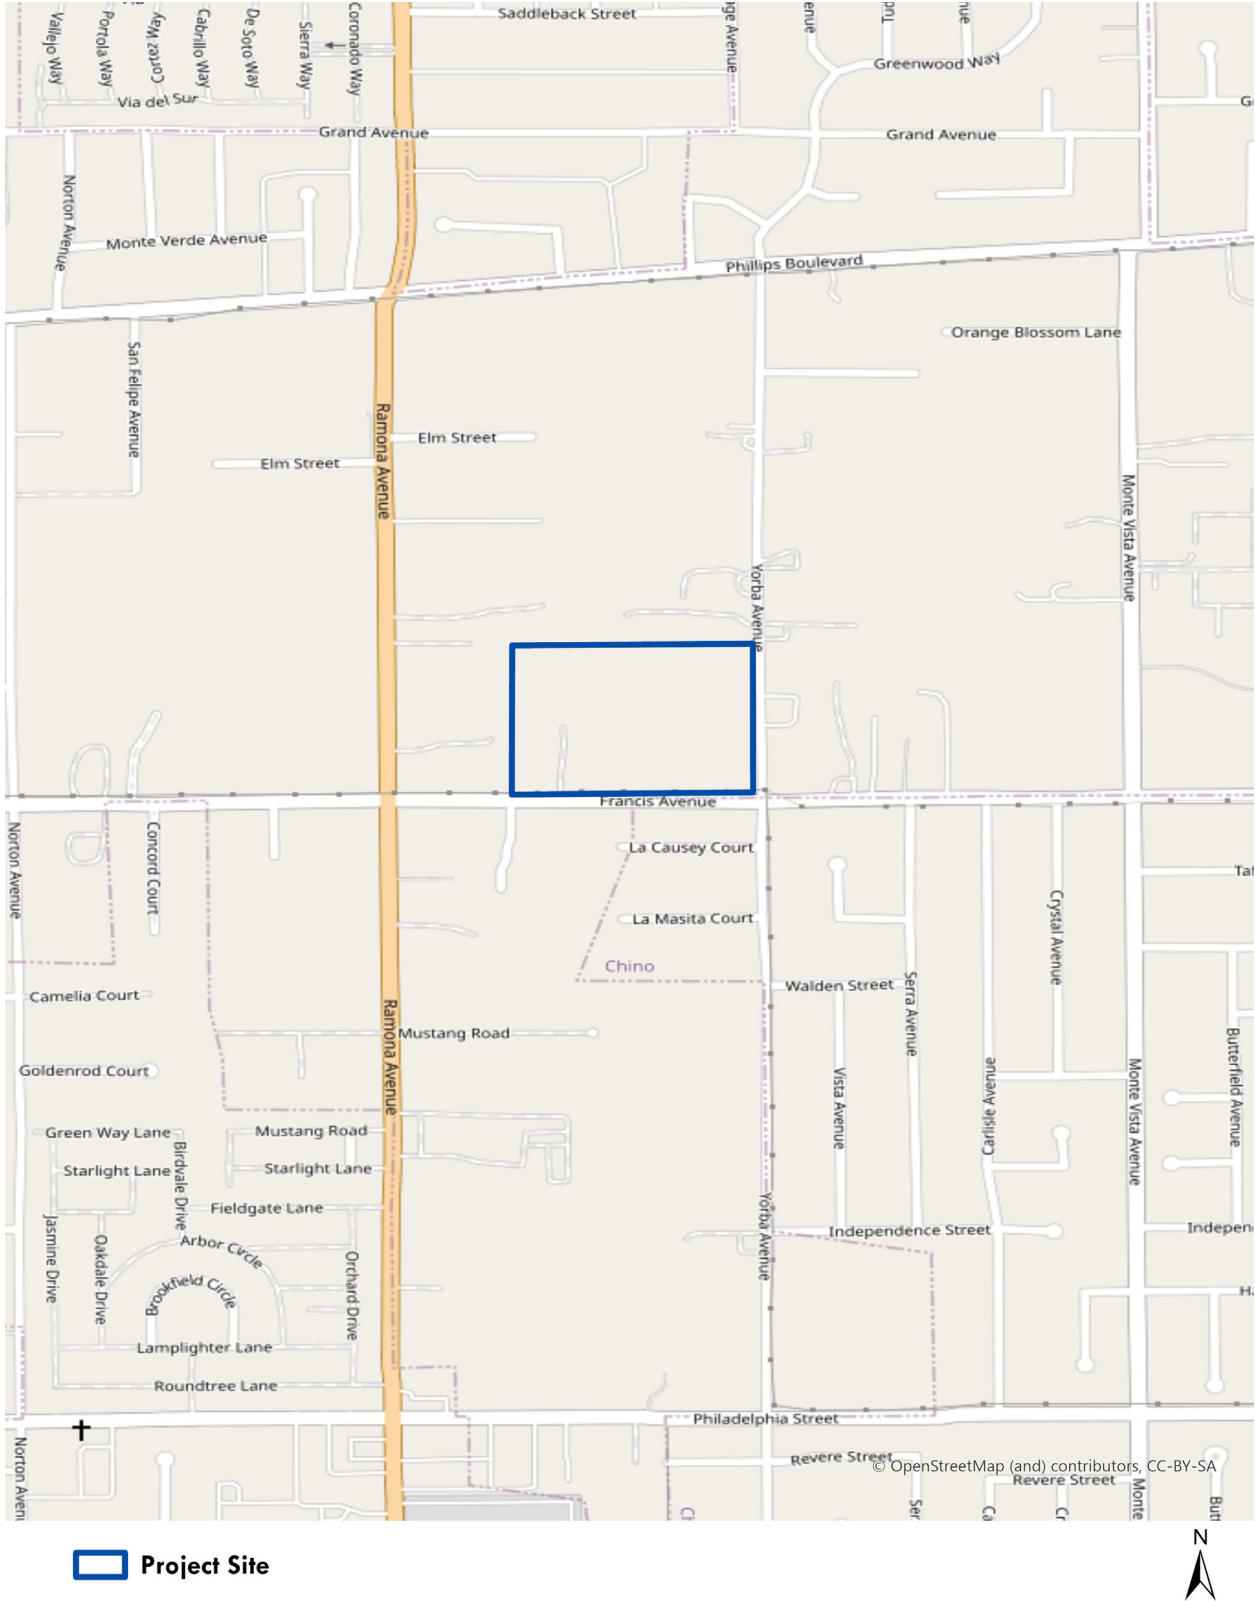 Saddleback Street
Vallejo Way
Portola Way
Cortez Way
Cabrillo Way
De Soto Way
Sierra Way
Coronado Way
Greenwood Way
Via del Sur
Grand Avenue
Grand Avenue
Norton Avenue
Monte Verde Avenue
Phillips Boulevard
Orange Blossom Lane
San Felipe Avenue
Ramona Avenue
Elm Street
Elm Street
Monte Vista Avenue
Yorba Avenue
Francis Avenue
Norton Avenue
Concord Court
La Causey Court
La Masita Court
Crystal Avenue
Chino
Walden Street
Serra Avenue
Camelia Court
Ramona Avenue
Mustang Road
Goldenrod Court
Vista Avenue
Carlisle Avenue
Monte Vista Avenue
Butterfield Avenue
Green Way Lane
Mustang Road
Birdvale Drive
Starlight Lane
Starlight Lane
Fieldgate Lane
Yorba Avenue
Independence Street
Indepen
Jasmine Drive
Oakdale Drive
Arbor Circle
Brookfield Circle
Orchard Drive
Lamplighter Lane
Roundtree Lane
Philadelphia Street
Norton Avenu
Revere Street
© OpenStreetMap (and) contributors, CC-BY-SA
Revere Street
Monte
N
Project Site